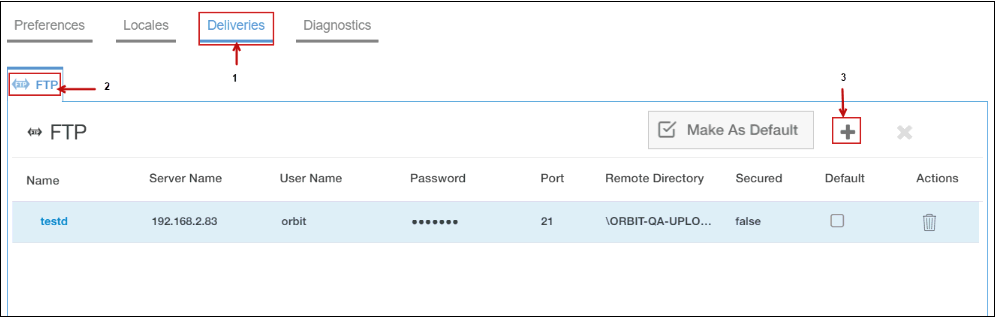 Preferences Locales Deliveries Diagnostics
1
FTP
2
3
FTP Make As Default
Name Server Name User Name Password Port Remote Directory Secured Default Actions
testd 192.168.2.83 orbit ••••••• 21 \ORBIT-QA-UPLO... false